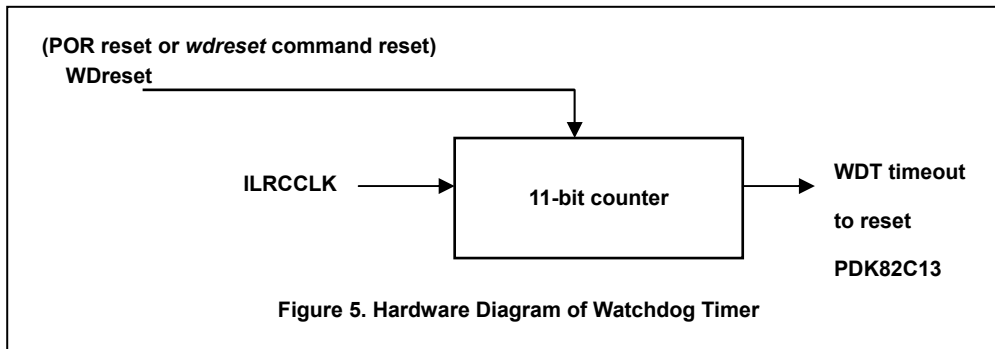 (POR reset or wdreset command reset)
WDreset
ILRCCLK
11-bit counter
WDT timeout
to reset
PDK82C13
Figure 5. Hardware Diagram of Watchdog Timer